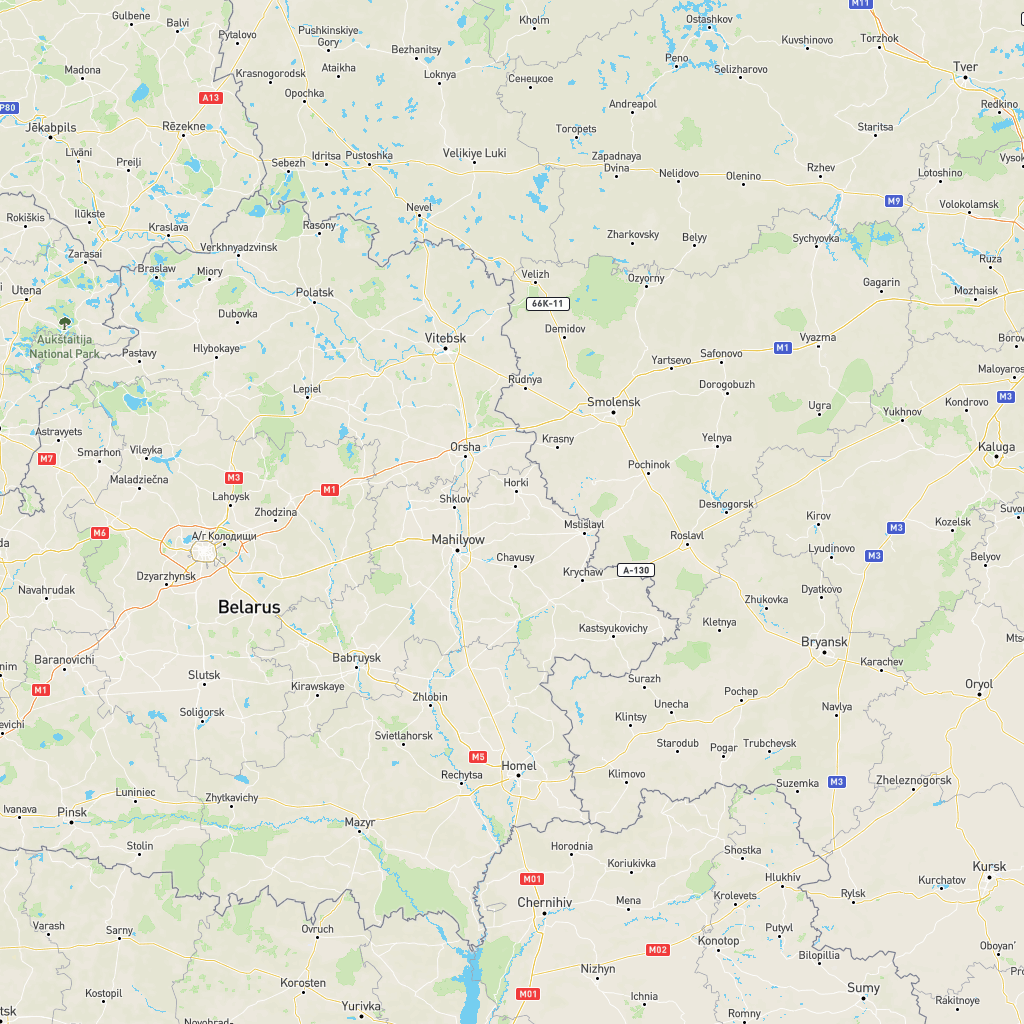 M11
Kholm
Ostashkov
Gulbene
Balvi
Pytalovo
Pushkinskiye
Gory
Bezhanitsy
Kuvshinovo
Torzhok
Madona
Krasnogorodsk
Ataikha
Loknya
Сенецкое
Peno
Selizharovo
Tver
A13
Opochka
Andreapol
Redkino
P80
Jēkabpils
Rēzekne
Toropets
Staritsa
Līvāni
Preiļi
Sebezh
Idritsa
Pustoshka
Velikiye Luki
Zapadnaya
Dvina
Nelidovo
Olenino
Rzhev
Lotoshino
Rokiškis
Ilūkste
Kraslava
Rasony
Nevel
M9
Volokolamsk
Zarasai
Verkhnyadzvinsk
Zharkovsky
Belyy
Sychyovka
Ruza
Utena
Braslaw
Miory
Polatsk
Velizh
Ozyorny
Gagarin
Mozhaisk
66K-11
Dubovka
Aukštaitija
National Park
Vitebsk
Demidov
Vyazma
M1
Pastavy
Hlybokaye
Yartsevo
Safonovo
Lepiel
Rudnya
Dorogobuzh
M3
Smolensk
Ugra
Yukhnov
Kondrovo
Astravyets
Orsha
Krasny
Yelnya
Kaluga
M7
Smarhon
Vileyka
Pochinok
Maladziečna
M3
M1
Lahoysk
Horki
Shklov
Desnogorsk
Zhodzina
Kirov
Kozelsk
M6
А/г Колодищи
Mahilyow
Mstislavl
Roslavl
M3
Lyudinovo
M3
Belyov
Chavusy
Krychaw
A-130
Dzyarzhynsk
Navahrudak
Belarus
Zhukovka
Dyatkovo
Kastsyukovichy
Kletnya
Bryansk
Baranovichi
Babruysk
Karachev
M1
Slutsk
Kirawskaye
Zhlobin
Surazh
Pochep
Oryol
Soligorsk
Unecha
Navlya
Klintsy
Svietlahorsk
Starodub
Pogar
Trubchevsk
M5
Rechytsa
Homel
Klimovo
Suzemka
M3
Zheleznogorsk
Ivanava
Pinsk
Luniniec
Zhytkavichy
Mazyr
Stolin
Horodnia
Koriukivka
Shostka
Kursk
M01
Hlukhiv
Kurchatov
Chernihiv
Mena
Krolevets
Rylsk
Varash
Sarny
Ovruch
Putyvl
Konotop
M02
Bilopillia
Oboyan’
Kostopil
Korosten
Nizhyn
M01
Ichnia
Sumy
Rakitnoye
Yurivka
Romny